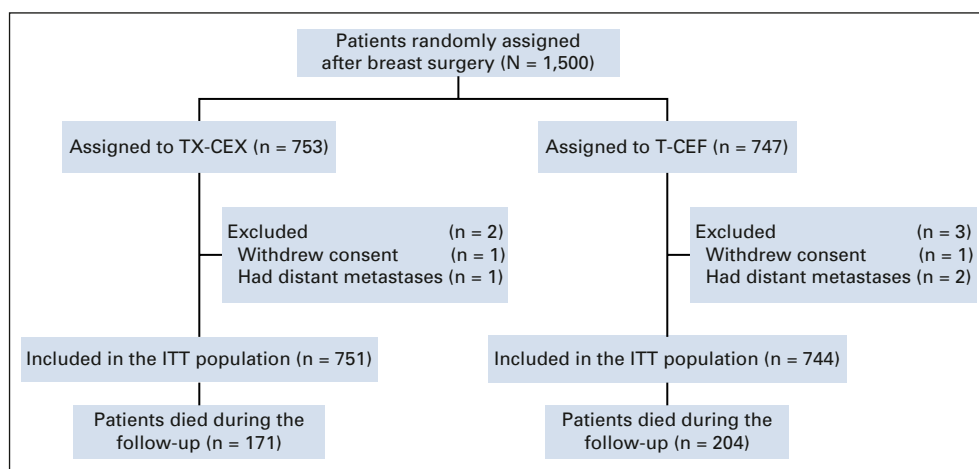 Patients randomly assigned
after breast surgery (N = 1,500)
Assigned to TX-CEX (n = 753)
Assigned to T-CEF (n = 747)
Excluded (n = 2)
Withdrew consent (n = 1)
Had distant metastases (n = 1)
Excluded (n = 3)
Withdrew consent (n = 1)
Had distant metastases (n = 2)
Included in the ITT population (n = 751)
Included in the ITT population (n = 744)
Patients died during the
follow-up (n = 171)
Patients died during the
follow-up (n = 204)